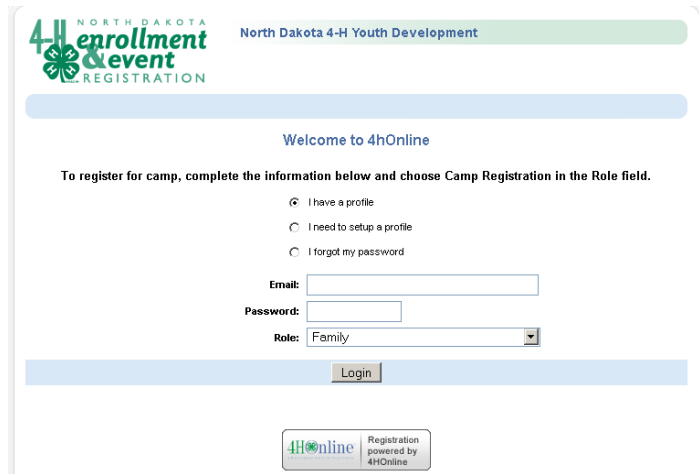 NORTH DAKOTA
4-H enrollment
& event
REGISTRATION
North Dakota 4-H Youth Development
Welcome to 4hOnline
To register for camp, complete the information below and choose Camp Registration in the Role field.
I have a profile
I need to setup a profile
I forgot my password
Email:
Password:
Role: Family
Login
4HOnline
Registration
powered by
4HOnline